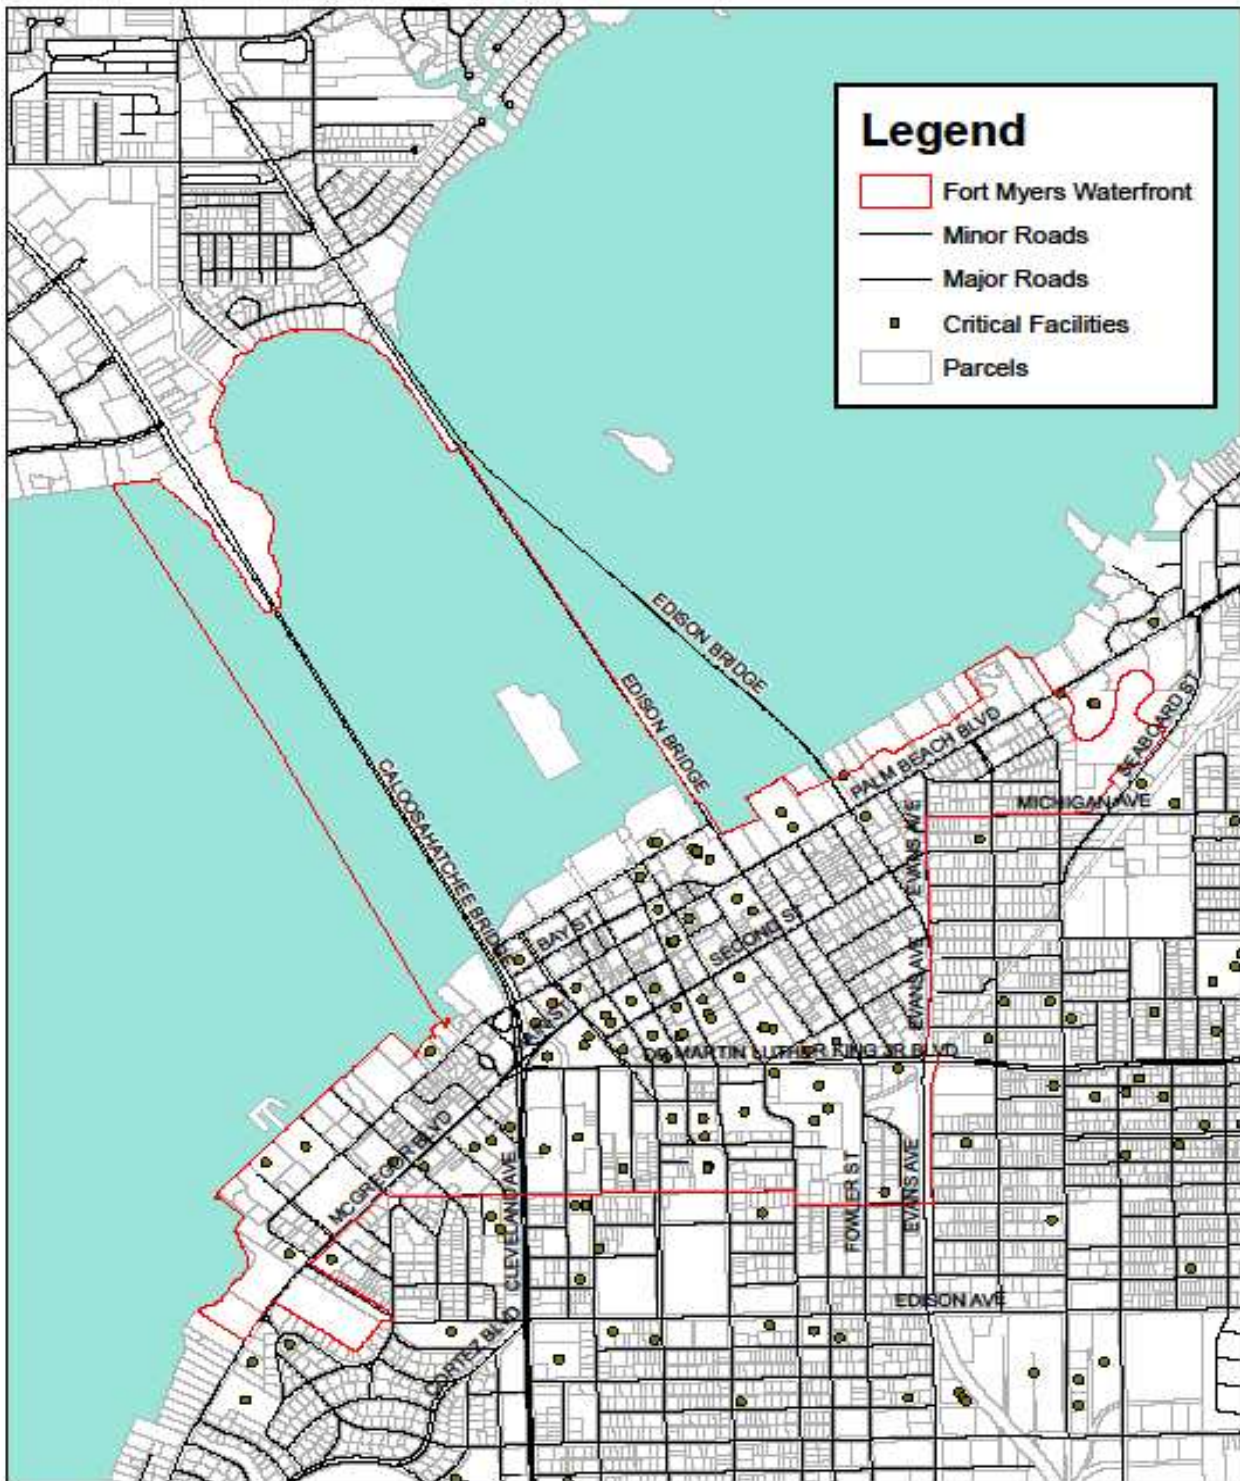 Legend
Fort Myers Waterfront
Minor Roads
Major Roads
Critical Facilities
Parcels
EDISON BRIDGE
EDISON BRIDGE
CALOOSAHATCHEE BRIDGE
PALM BEACH BLVD
SEABOARD ST
MICHIGAN AVE
EVANS AVE
BAY ST
SECOND ST
EVANS AVE
MAIN ST
DR MARTIN LUTHER KING JR BLVD
MCGREGOR BLVD
CLEVELAND AVE
FOWLER ST
EVANS AVE
EDISON AVE
CORTEZ BLVD